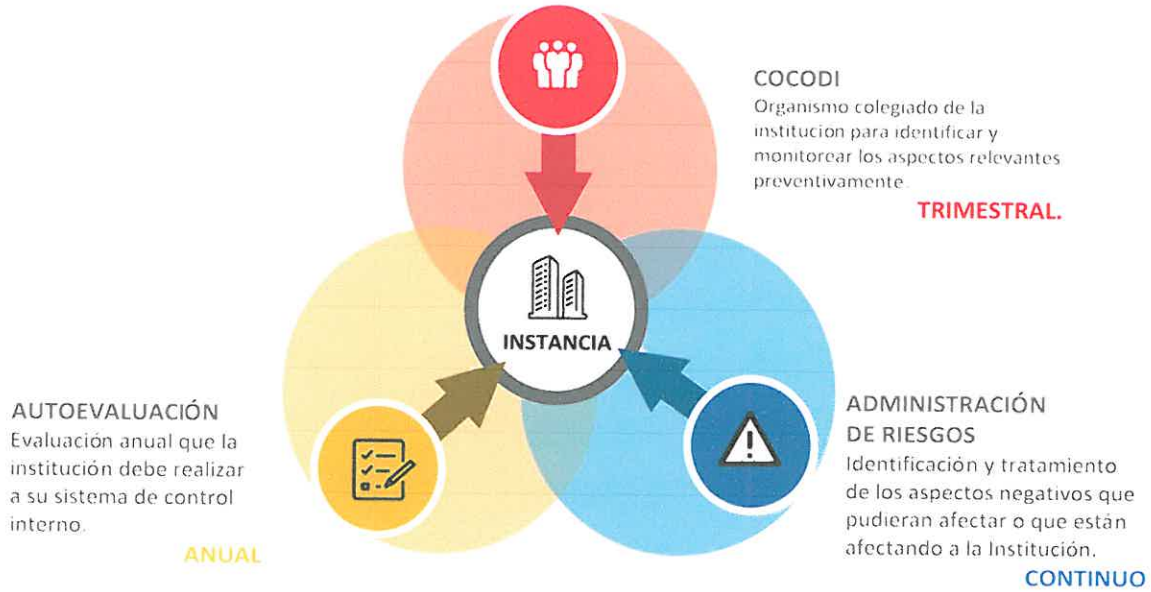 COCODI
Organismo colegiado de la
institucion para identificar y
monitorear los aspectos relevantes
preventivamente.
TRIMESTRAL.
INSTANCIA
AUTOEVALUACIÓN
Evaluación anual que la
institución debe realizar
a su sistema de control
interno.
ANUAL
ADMINISTRACIÓN
DE RIESGOS
Identificación y tratamiento
de los aspectos negativos que
pudieran afectar o que están
afectando a la Institución.
CONTINUO